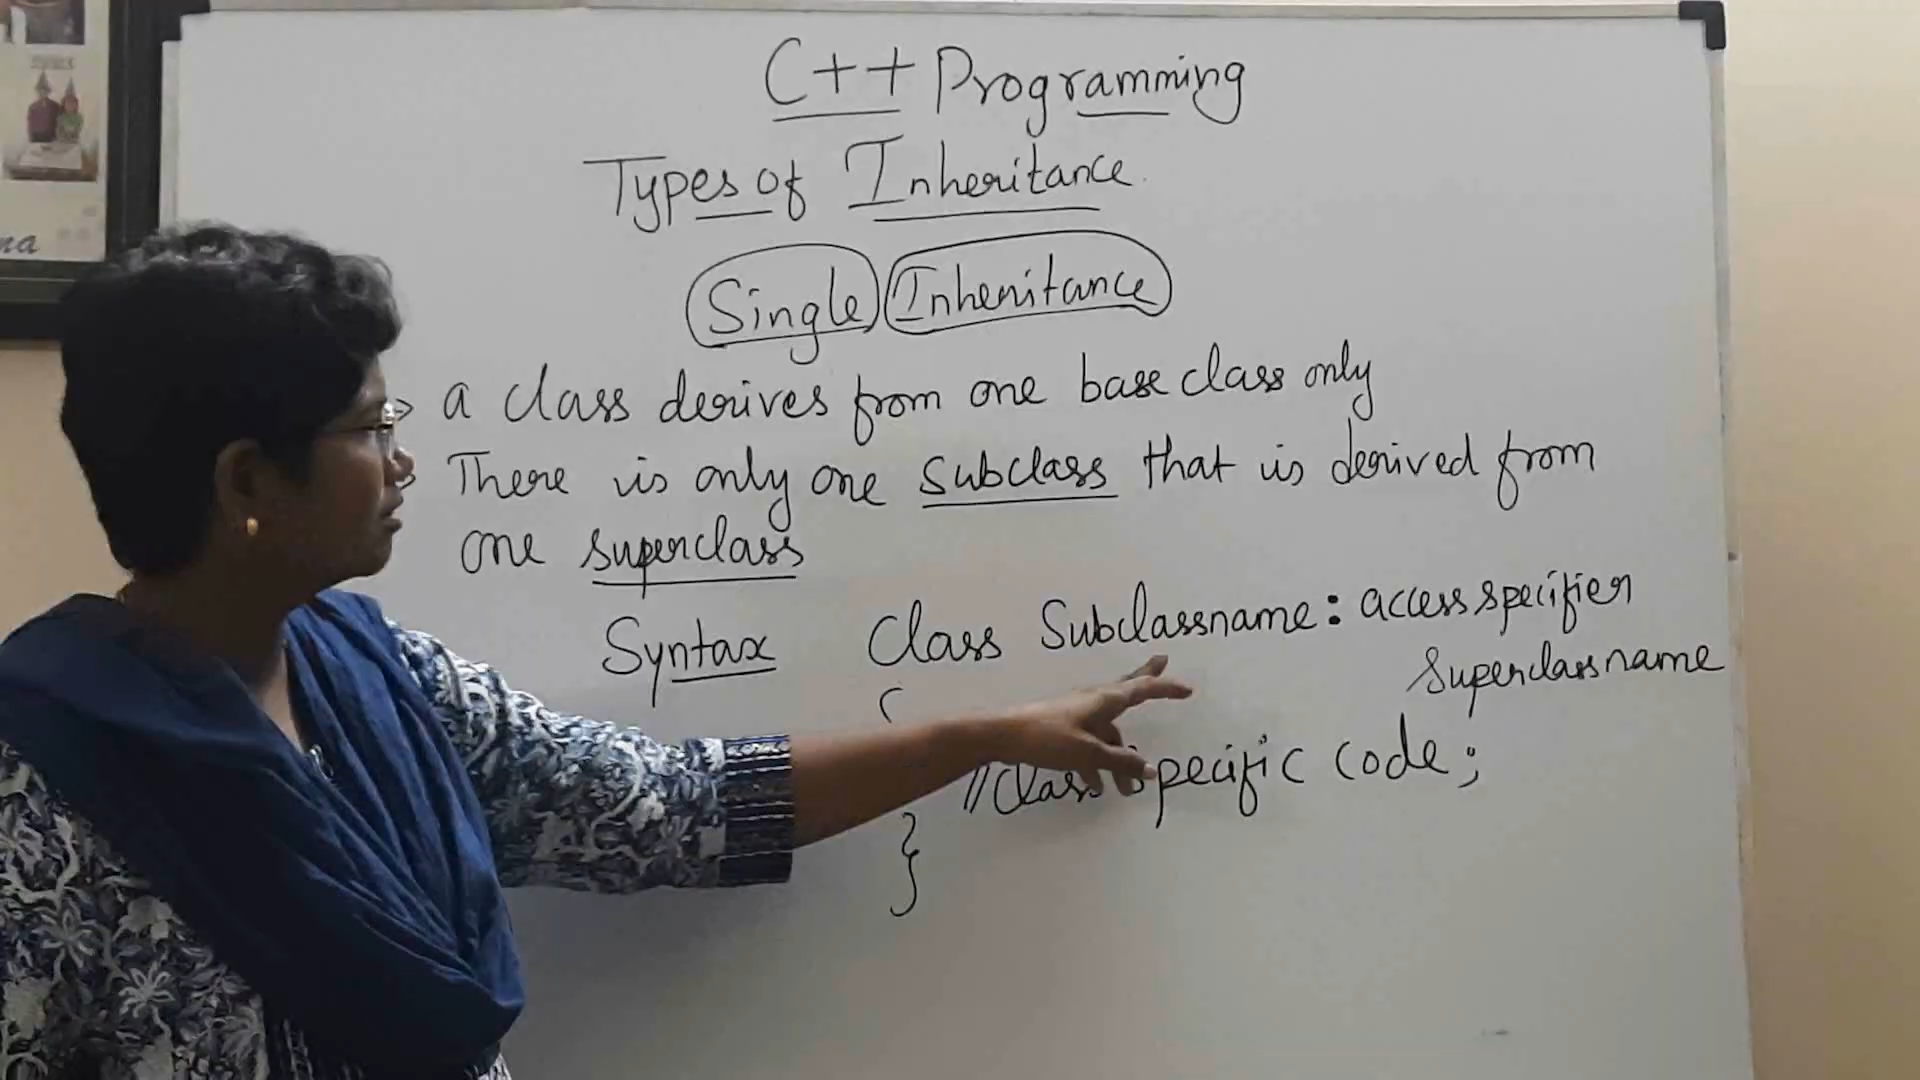 C++ Programming
Types of Inheritance
Single Inheritance
a class derives from one base class only
There is only one subclass that is derived from
one superclass
Syntax Class Subclassname: access specifier
Superclassname
{
//Class specific code;
}